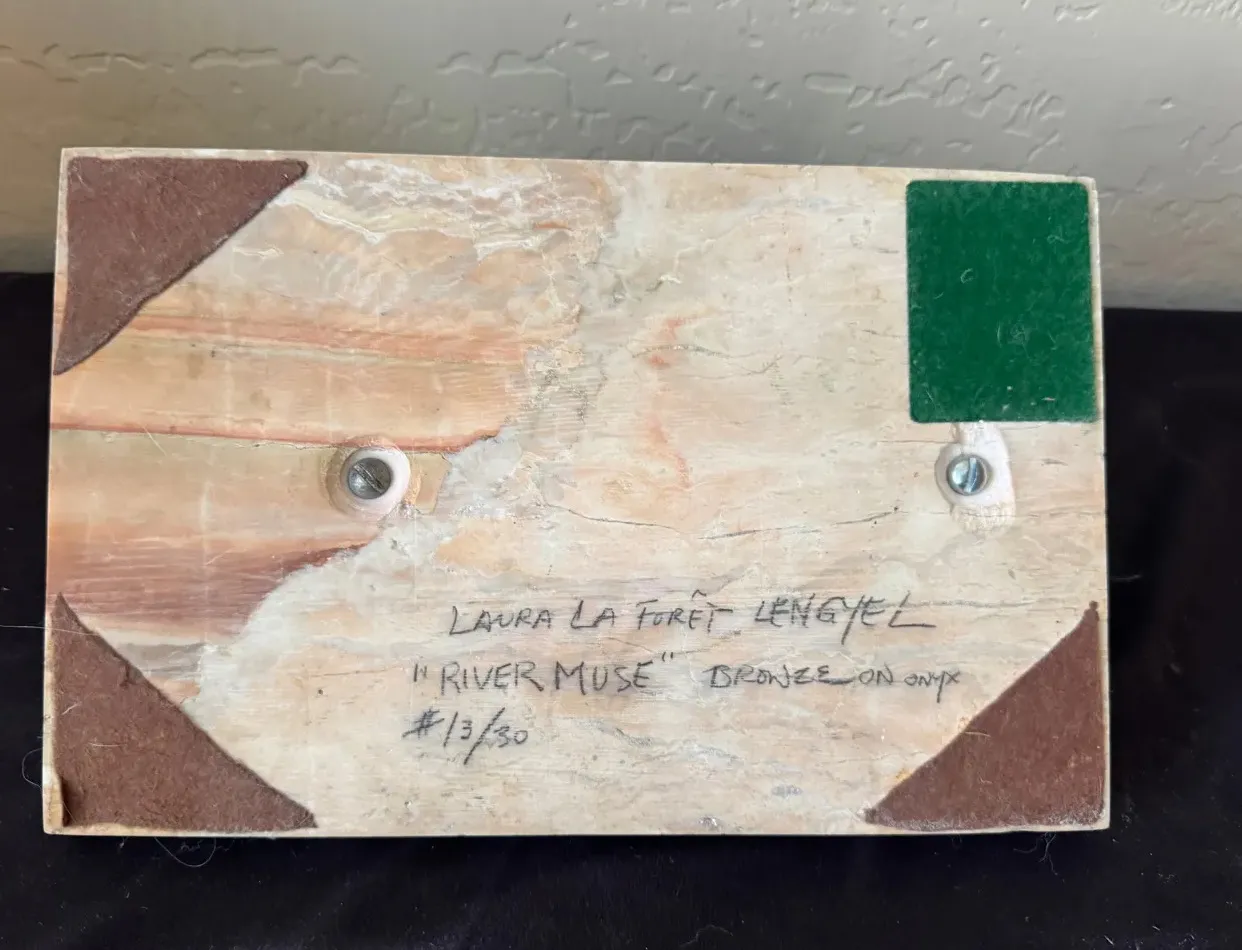 LAURA LA FORÊT LENGYEL
"RIVER MUSE" BRONZE ON ONYX
#13/30